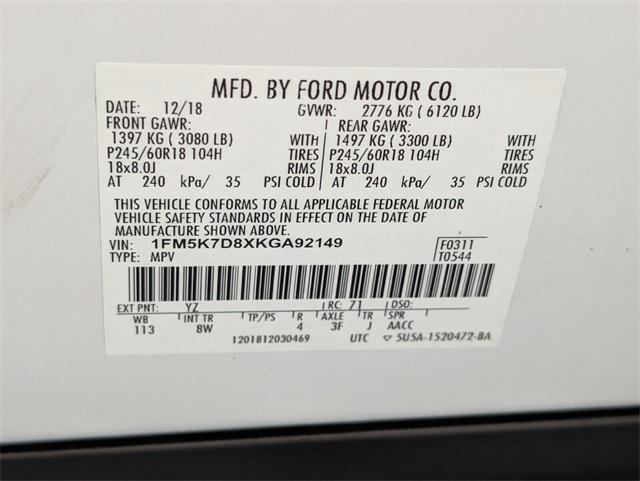 MFD. BY FORD MOTOR CO.
DATE: 12/18 GVWR: 2776 KG ( 6120 LB)
FRONT GAWR: REAR GAWR:
1397 KG ( 3080 LB) WITH 1497 KG ( 3300 LB) WITH
P245/60R18 104H TIRES P245/60R18 104H TIRES
18x8.0J RIMS 18x8.0J RIMS
AT 240 kPa/ 35 PSI COLD AT 240 kPa/ 35 PSI COLD
THIS VEHICLE CONFORMS TO ALL APPLICABLE FEDERAL MOTOR
VEHICLE SAFETY STANDARDS IN EFFECT ON THE DATE OF
MANUFACTURE SHOWN ABOVE.
VIN: 1FM5K7D8XKGA92149 F0311
TYPE: MPV T0544
EXT PNT: YZ RC: 71 DSO:
WB INT TR TP/PS R AXLE TR SPR
113 8W 4 3F J AACC
1201812030469 UTC ▽ 5U5A-1520472-BA